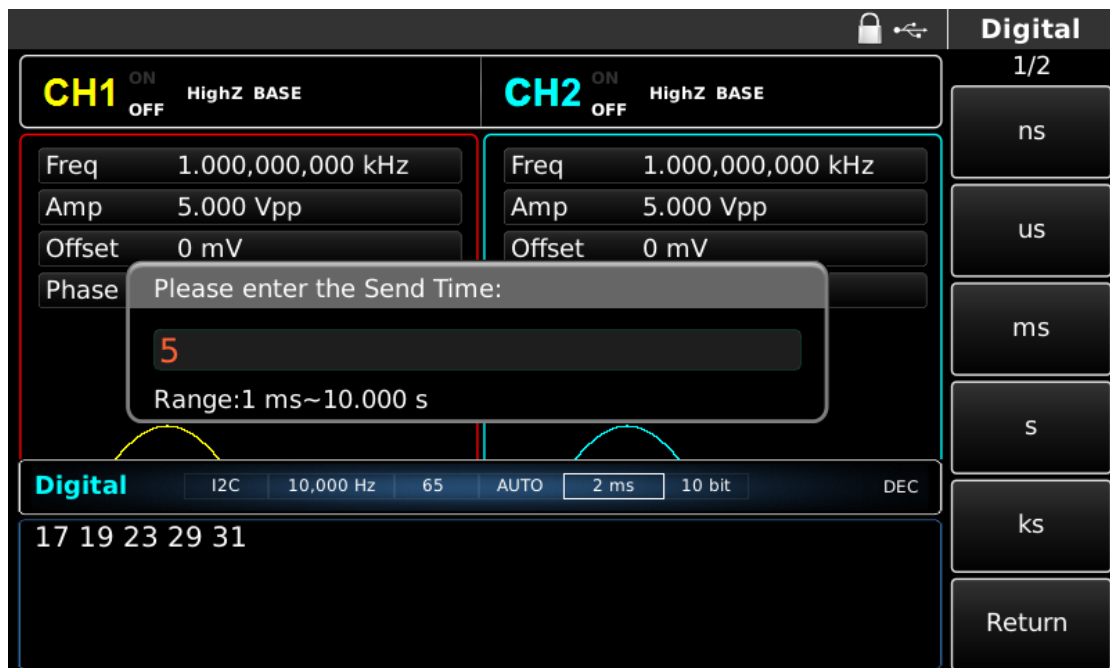 Digital
1/2
CH1 ON OFF HighZ BASE
CH2 ON OFF HighZ BASE
Freq 1.000,000,000 kHz
Amp 5.000 Vpp
Offset 0 mV
Phase
Freq 1.000,000,000 kHz
Amp 5.000 Vpp
Offset 0 mV
Please enter the Send Time:
5
Range:1 ms~10.000 s
Digital I2C 10,000 Hz 65 AUTO 2 ms 10 bit DEC
17 19 23 29 31
ns
us
ms
s
ks
Return